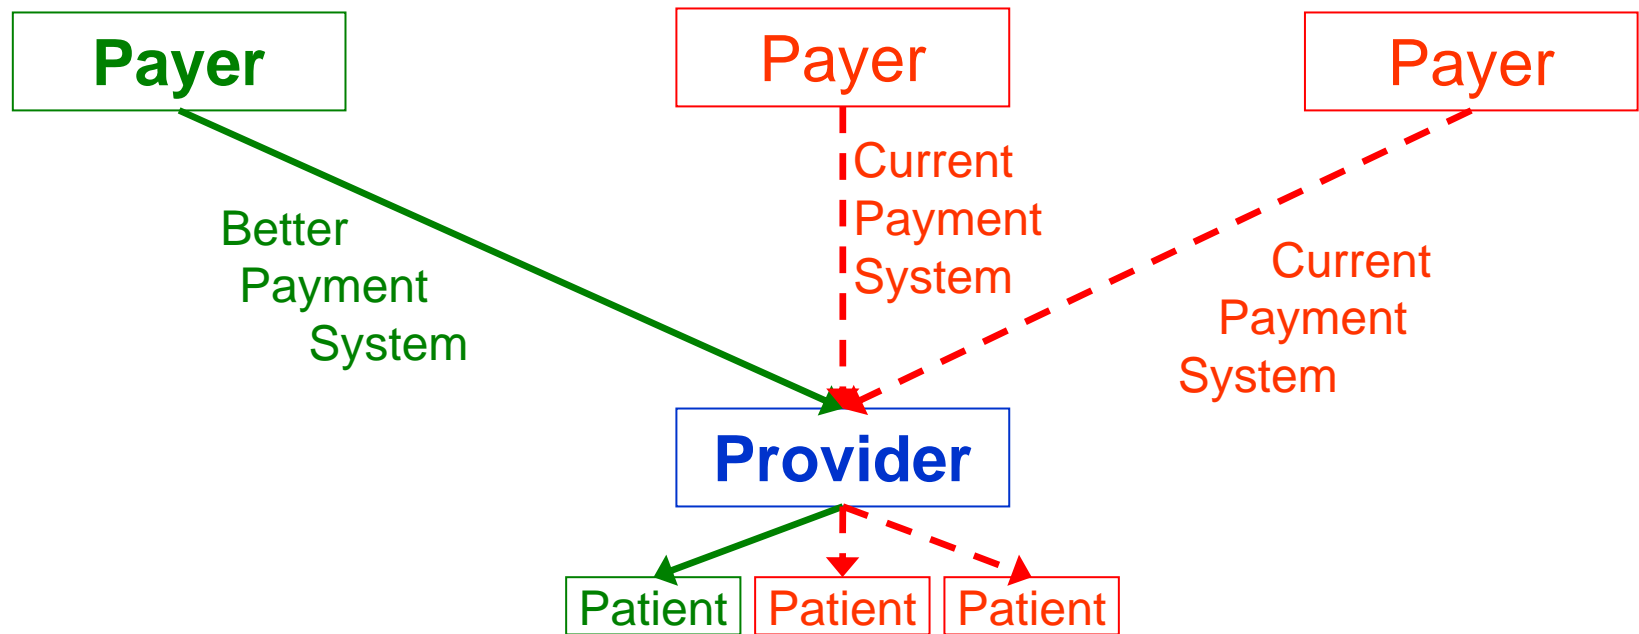 Payer
Payer
Payer
Better
Payment
System
Current
Payment
System
Current
Payment
System
Provider
Patient
Patient
Patient